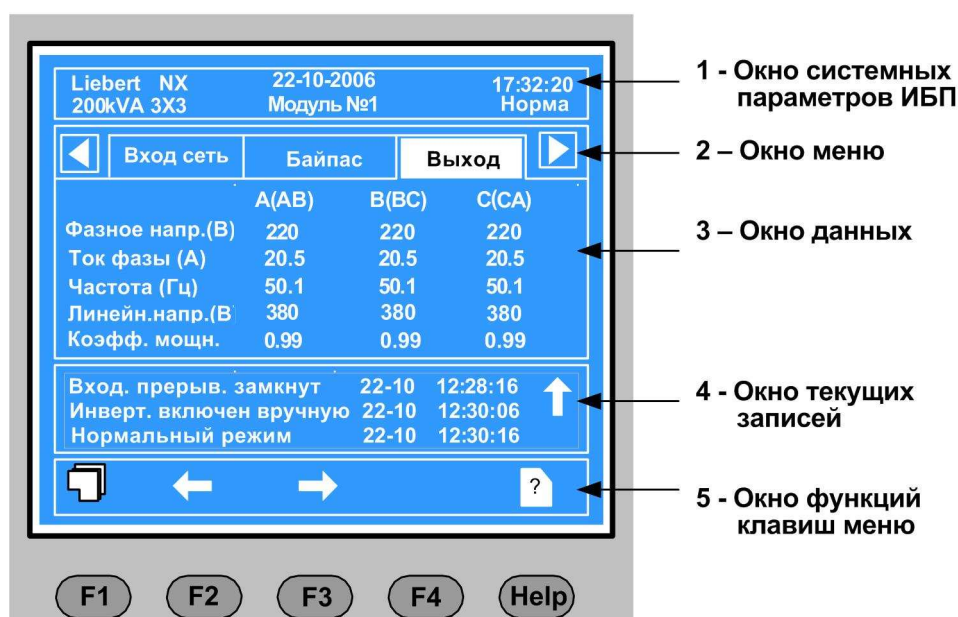 Liebert NX 22-10-2006 17:32:20
200kVA 3X3 Модуль №1 Норма
Вход сеть Байпас Выход
A(AB) B(BC) C(CA)
Фазное напр.(В) 220 220 220
Ток фазы (А) 20.5 20.5 20.5
Частота (Гц) 50.1 50.1 50.1
Линейн.напр.(В 380 380 380
Коэфф. мощн. 0.99 0.99 0.99
Вход. прерыв. замкнут 22-10 12:28:16
Инверт. включен вручную 22-10 12:30:06
Нормальный режим 22-10 12:30:16
?
F1 F2 F3 F4 Help
1 - Окно системных
параметров ИБП
2 – Окно меню
3 – Окно данных
4 - Окно текущих
записей
5 - Окно функций
клавиш меню